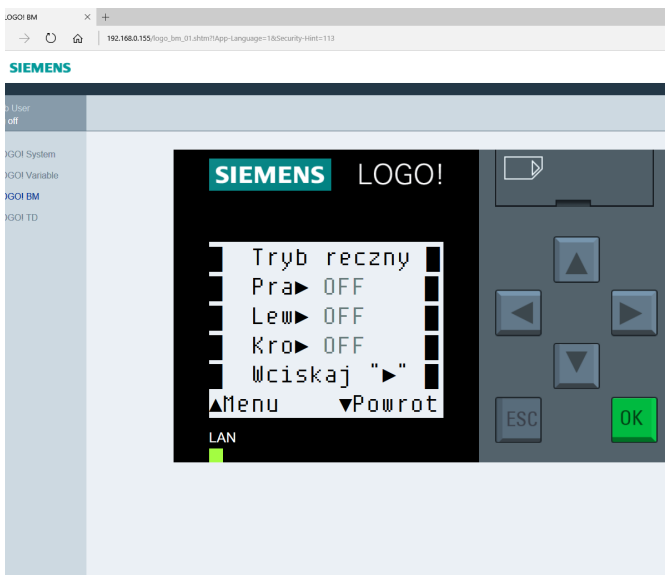 LOGO! BM
192.168.0.155/logo_bm_01.shtm?!App-Language=1&Security-Hint=113
SIEMENS
User
off
OGO! System
OGO! Variable
OGO! BM
OGO! TD
SIEMENS LOGO!
Tryb reczny
Pra► OFF
Lew► OFF
Kro► OFF
Wciskaj "►"
▲Menu ▼Powrot
LAN
ESC
OK